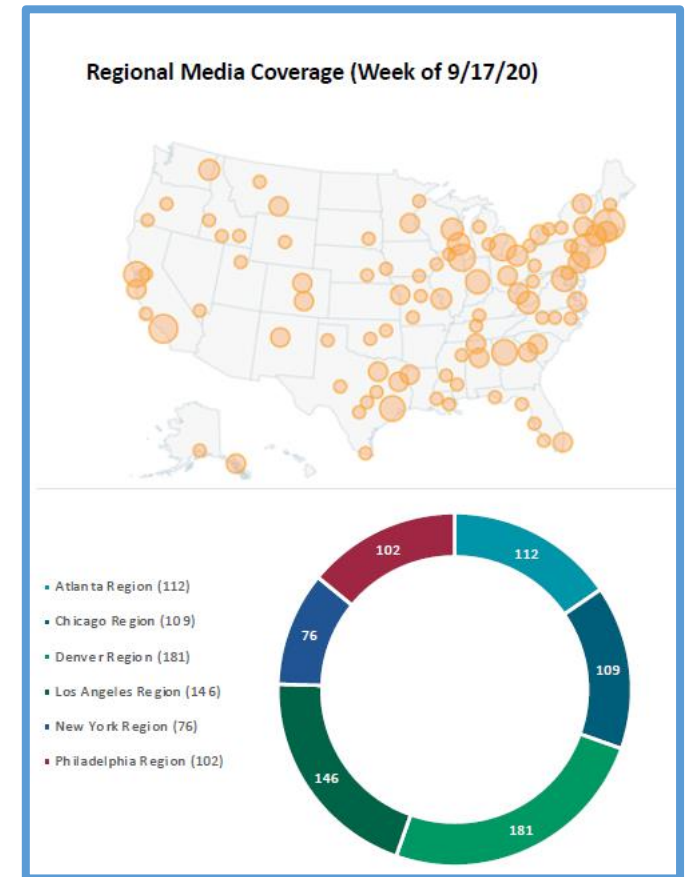 Regional Media Coverage (Week of 9/17/20)
Atlanta Region (112)
Chicago Region (109)
Denver Region (181)
Los Angeles Region (146)
New York Region (76)
Philadelphia Region (102)
102
112
76
109
146
181